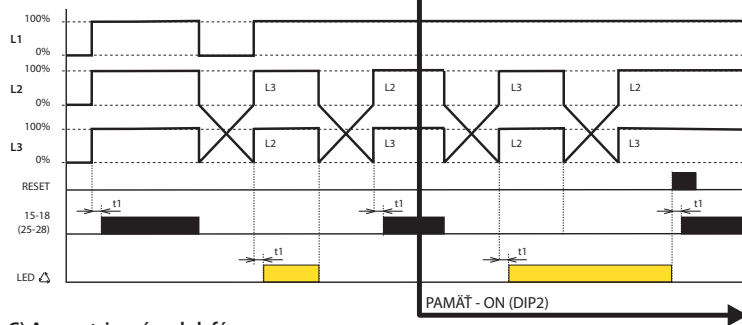 100%
L1
0%
100%
L2
L3
L2
L3
L2
0%
100%
L3
L2
L3
L2
L3
0%
RESET
t1
t1
t1
t1
15-18
(25-28)
t1
LED
PAMÄŤ - ON (DIP2)